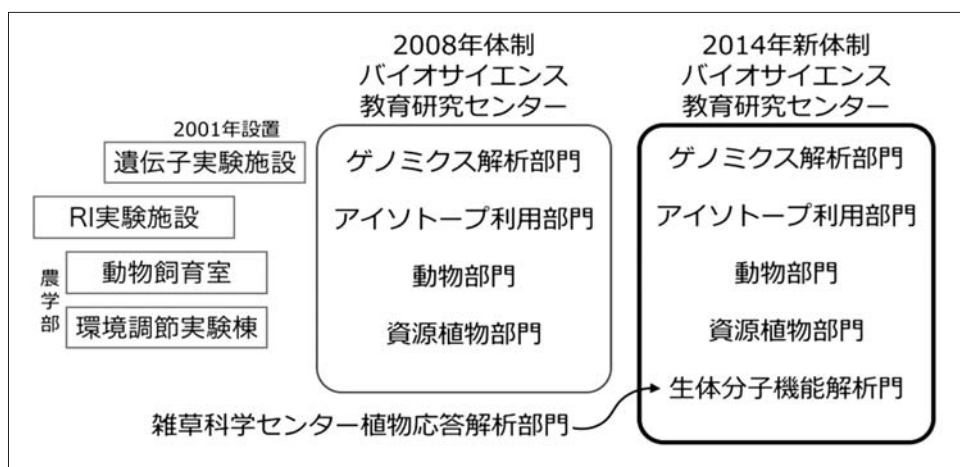 2008年体制
バイオサイエンス
教育研究センター
2014年新体制
バイオサイエンス
教育研究センター
2001年設置
遺伝子実験施設
RI実験施設
農学部
動物飼育室
環境調節実験棟
ゲノミクス解析部門
アイソトープ利用部門
動物部門
資源植物部門
ゲノミクス解析部門
アイソトープ利用部門
動物部門
資源植物部門
生体分子機能解析門
雑草科学センター植物応答解析部門